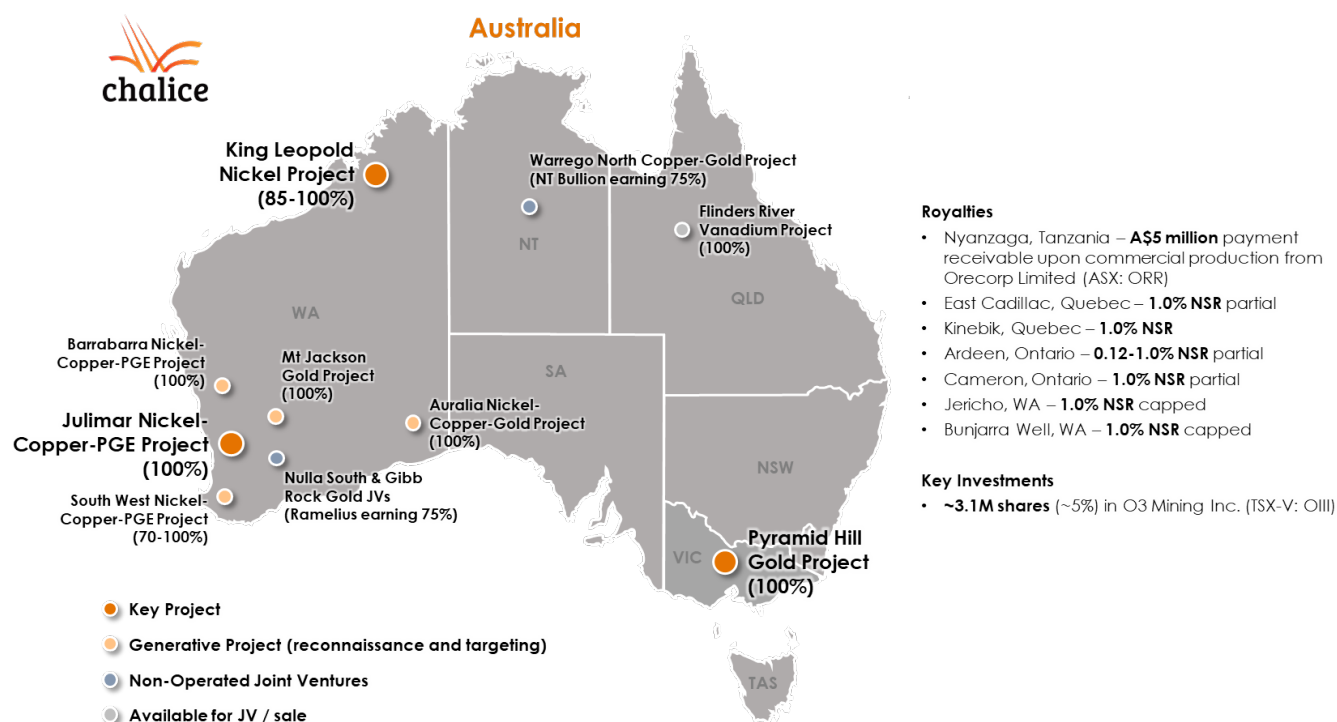 Australia
chalice
King Leopold
Nickel Project
(85-100%)
Warrego North Copper-Gold Project
(NT Bullion earning 75%)
Flinders River
Vanadium Project
(100%)
NT
QLD
WA
SA
NSW
VIC
TAS
Barrabarra Nickel-
Copper-PGE Project
(100%)
Mt Jackson
Gold Project
(100%)
Auralia Nickel-
Copper-Gold Project
(100%)
Julimar Nickel-
Copper-PGE Project
(100%)
Nulla South & Gibb
Rock Gold JVs
(Ramelius earning 75%)
South West Nickel-
Copper-PGE Project
(70-100%)
Pyramid Hill
Gold Project
(100%)
Key Project
Generative Project (reconnaissance and targeting)
Non-Operated Joint Ventures
Available for JV / sale
Royalties
• Nyanzaga, Tanzania – A$5 million payment
receivable upon commercial production from
Orecorp Limited (ASX: ORR)
• East Cadillac, Quebec – 1.0% NSR partial
• Kinebik, Quebec – 1.0% NSR
• Ardeen, Ontario – 0.12-1.0% NSR partial
• Cameron, Ontario – 1.0% NSR partial
• Jericho, WA – 1.0% NSR capped
• Bunjarra Well, WA – 1.0% NSR capped
Key Investments
• ~3.1M shares (~5%) in O3 Mining Inc. (TSX-V: OIII)